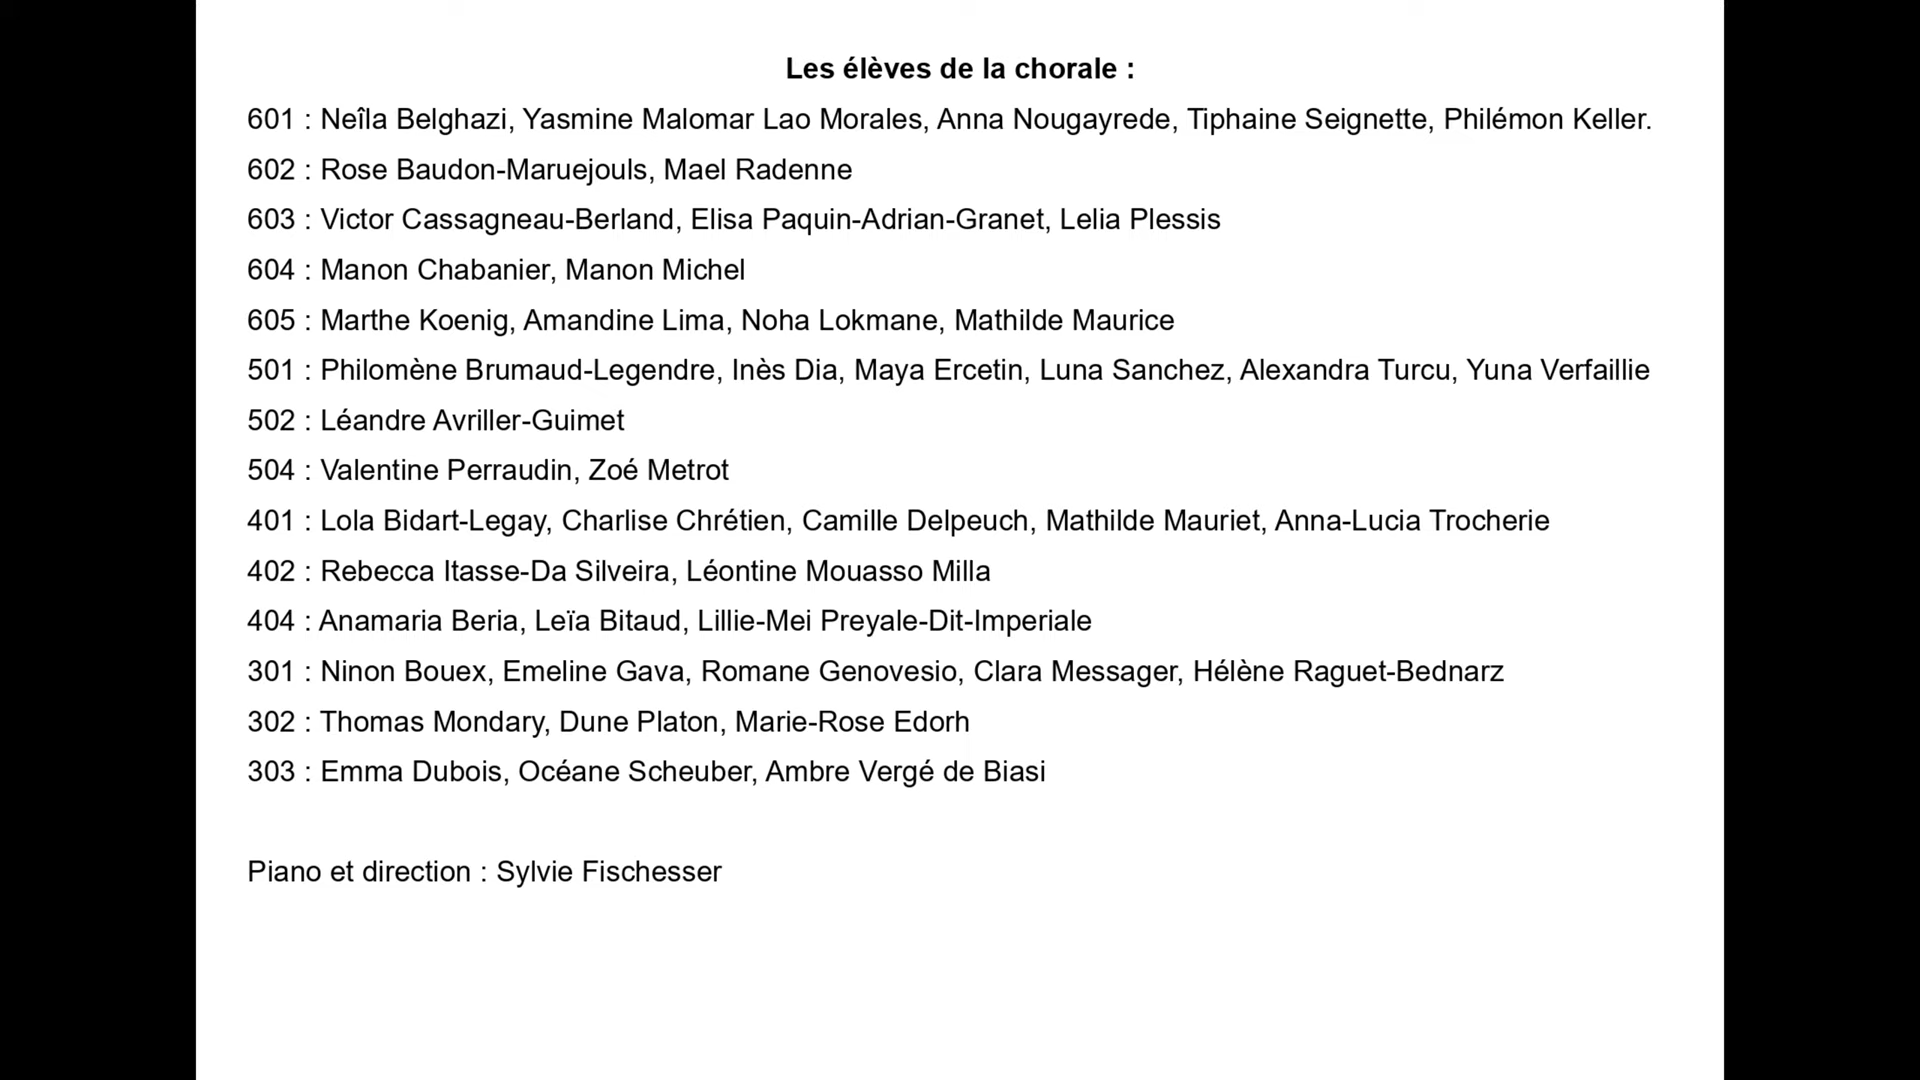 Les élèves de la chorale :
601 : Neîla Belghazi, Yasmine Malomar Lao Morales, Anna Nougayrede, Tiphaine Seignette, Philémon Keller.
602 : Rose Baudon-Maruejouls, Mael Radenne
603 : Victor Cassagneau-Berland, Elisa Paquin-Adrian-Granet, Lelia Plessis
604 : Manon Chabanier, Manon Michel
605 : Marthe Koenig, Amandine Lima, Noha Lokmane, Mathilde Maurice
501 : Philomène Brumaud-Legendre, Inès Dia, Maya Ercetin, Luna Sanchez, Alexandra Turcu, Yuna Verfaillie
502 : Léandre Avriller-Guimet
504 : Valentine Perraudin, Zoé Metrot
401 : Lola Bidart-Legay, Charlise Chrétien, Camille Delpeuch, Mathilde Mauriet, Anna-Lucia Trocherie
402 : Rebecca Itasse-Da Silveira, Léontine Mouasso Milla
404 : Anamaria Beria, Leïa Bitaud, Lillie-Mei Preyale-Dit-Imperiale
301 : Ninon Bouex, Emeline Gava, Romane Genovesio, Clara Messager, Hélène Raguet-Bednarz
302 : Thomas Mondary, Dune Platon, Marie-Rose Edorh
303 : Emma Dubois, Océane Scheuber, Ambre Vergé de Biasi
Piano et direction : Sylvie Fischesser